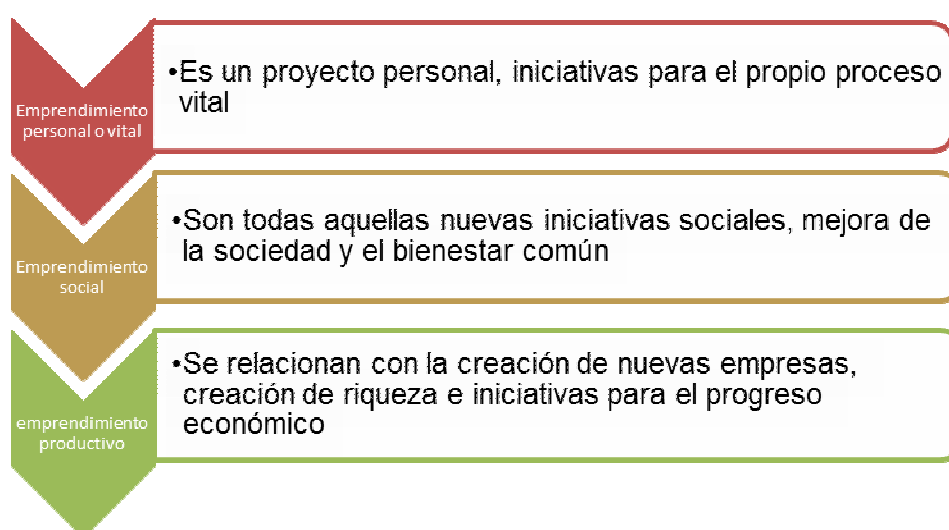 Emprendimiento
personal o vital
•Es un proyecto personal, iniciativas para el propio proceso
vital
Emprendimiento
social
•Son todas aquellas nuevas iniciativas sociales, mejora de
la sociedad y el bienestar común
emprendimiento
productivo
•Se relacionan con la creación de nuevas empresas,
creación de riqueza e iniciativas para el progreso
económico